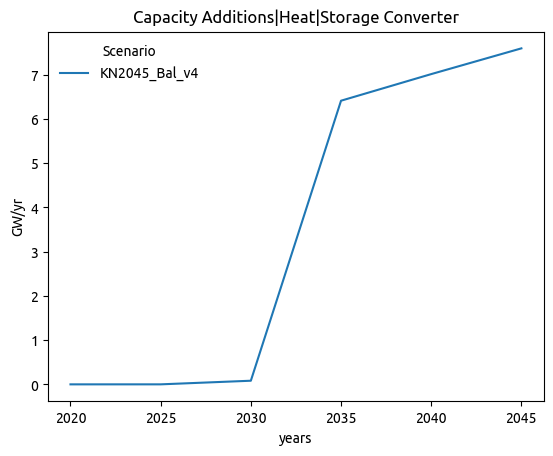 Capacity Additions|Heat|Storage Converter
Scenario
KN2045_Bal_v4
7
6
5
4
3
2
1
0
GW/yr
2020 2025 2030 2035 2040 2045
years